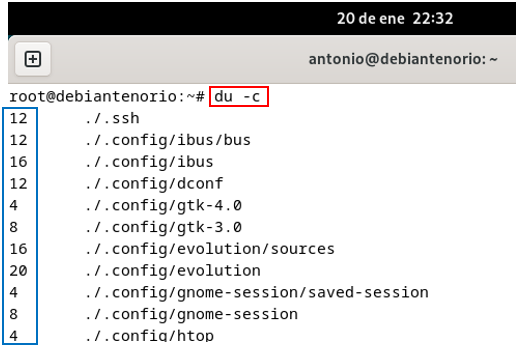 20 de ene 22:32
antonio@debiantenorio: ~
root@debiantenorio:~# du -c
12 ./.ssh
12 ./.config/ibus/bus
16 ./.config/ibus
12 ./.config/dconf
4 ./.config/gtk-4.0
8 ./.config/gtk-3.0
16 ./.config/evolution/sources
20 ./.config/evolution
4 ./.config/gnome-session/saved-session
8 ./.config/gnome-session
4 ./.config/htop